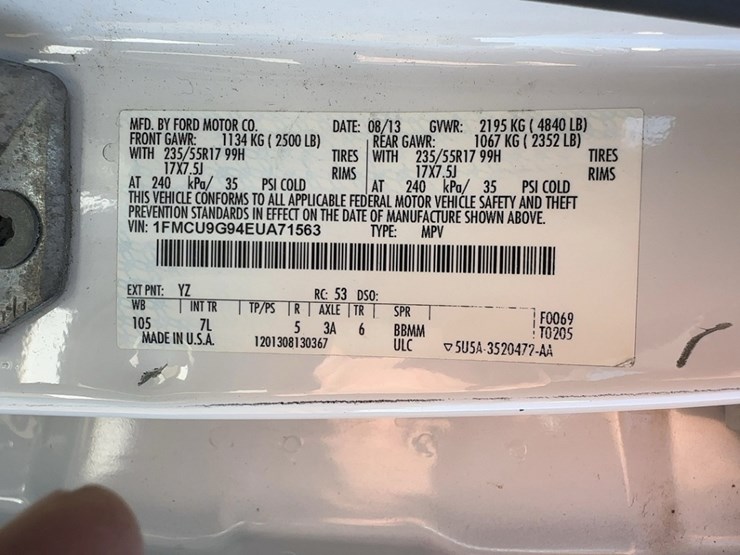 MFD. BY FORD MOTOR CO. DATE: 08/13 GVWR: 2195 KG ( 4840 LB)
FRONT GAWR: 1134 KG ( 2500 LB) REAR GAWR: 1067 KG ( 2352 LB)
WITH 235/55R17 99H TIRES WITH 235/55R17 99H TIRES
17X7.5J RIMS 17X7.5J RIMS
AT 240 kPa/ 35 PSI COLD AT 240 kPa/ 35 PSI COLD
THIS VEHICLE CONFORMS TO ALL APPLICABLE FEDERAL MOTOR VEHICLE SAFETY AND THEFT
PREVENTION STANDARDS IN EFFECT ON THE DATE OF MANUFACTURE SHOWN ABOVE.
VIN: 1FMCU9G94EUA71563 TYPE: MPV
EXT PNT: YZ RC: 53 DSO:
WB INT TR TP/PS R AXLE TR SPR F0069
105 7L 5 3A 6 BBMM T0205
MADE IN U.S.A. 1201308130367 ULC ▽5U5A-3520472-AA